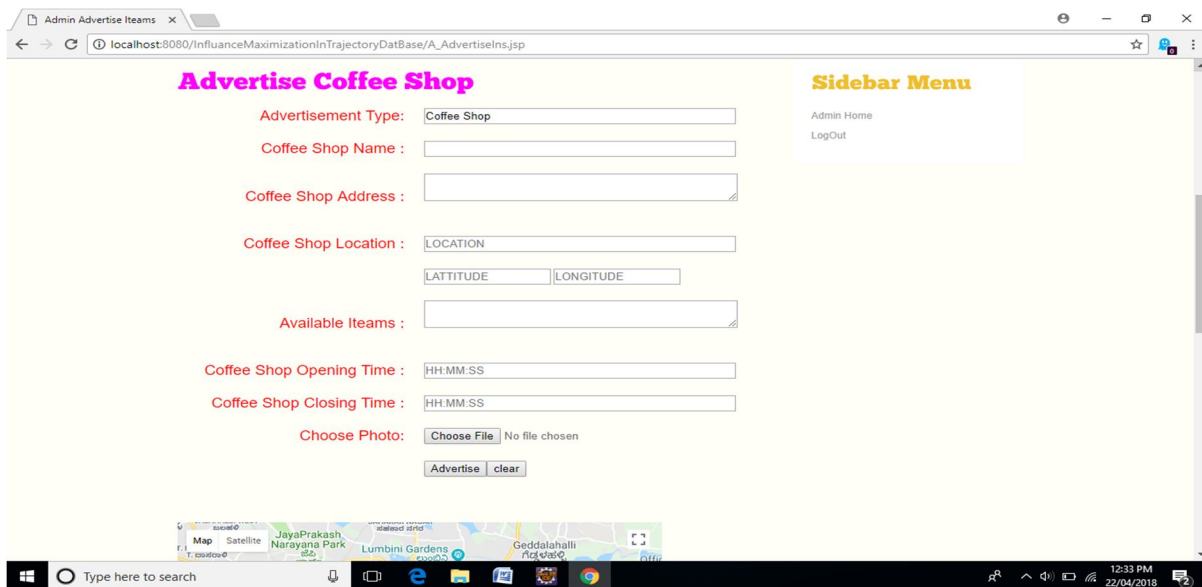 Admin Advertise Iteams
localhost:8080/InfluanceMaximizationInTrajectoryDatBase/A_AdvertiseIns.jsp
Advertise Coffee Shop
Advertisement Type: Coffee Shop
Coffee Shop Name :
Coffee Shop Address :
Coffee Shop Location : LOCATION
LATTITUDE LONGITUDE
Available Iteams :
Coffee Shop Opening Time : HH:MM:SS
Coffee Shop Closing Time : HH:MM:SS
Choose Photo: Choose File No file chosen
Advertise clear
Sidebar Menu
Admin Home
LogOut
Map Satellite
JayaPrakash
Narayana Park
ಜೆಪಿ
Lumbini Gardens
Geddalahalli
ಗೆದ್ದಲಹಳ್ಳಿ
Type here to search
12:33 PM
22/04/2018